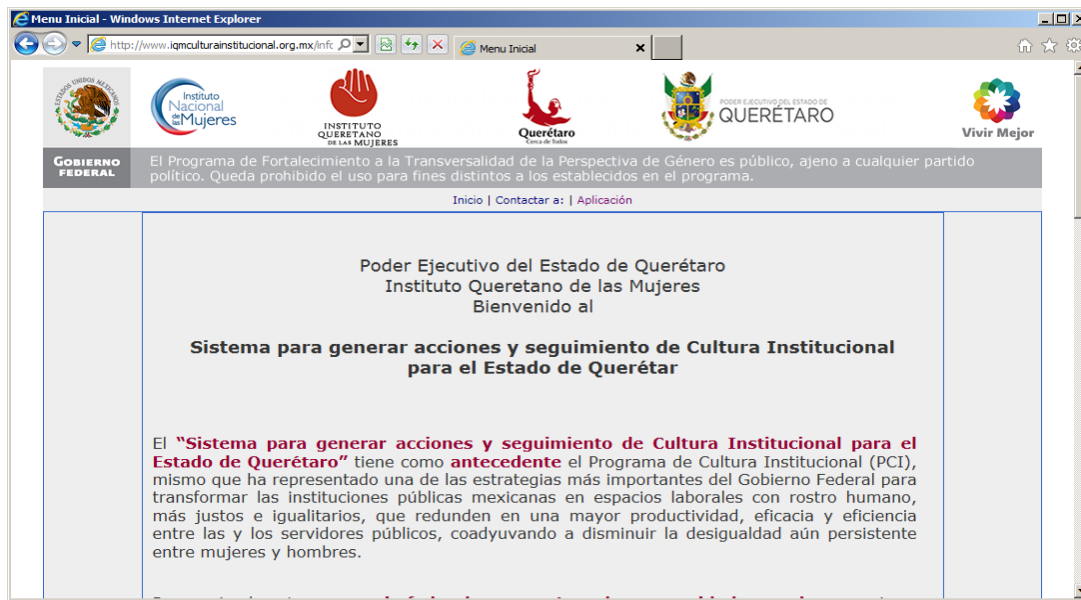 Menu Inicial - Windows Internet Explorer
http://www.iqmculturainstitucional.org.mx/infc
Menu Inicial
ESTADOS UNIDOS MEXICANOS
Instituto
Nacional
de las Mujeres
INSTITUTO
QUERETANO
DE LAS MUJERES
Querétaro
Cerca de Todos
PODER EJECUTIVO DEL ESTADO DE
QUERÉTARO
Vivir Mejor
GOBIERNO
FEDERAL
El Programa de Fortalecimiento a la Transversalidad de la Perspectiva de Género es público, ajeno a cualquier partido
político. Queda prohibido el uso para fines distintos a los establecidos en el programa.
Inicio | Contactar a: | Aplicación
Poder Ejecutivo del Estado de Querétaro
Instituto Queretano de las Mujeres
Bienvenido al
Sistema para generar acciones y seguimiento de Cultura Institucional
para el Estado de Querétar
El “Sistema para generar acciones y seguimiento de Cultura Institucional para el
Estado de Querétaro” tiene como antecedente el Programa de Cultura Institucional (PCI),
mismo que ha representado una de las estrategias más importantes del Gobierno Federal para
transformar las instituciones públicas mexicanas en espacios laborales con rostro humano,
más justos e igualitarios, que redunden en una mayor productividad, eficacia y eficiencia
entre las y los servidores públicos, coadyuvando a disminuir la desigualdad aún persistente
entre mujeres y hombres.